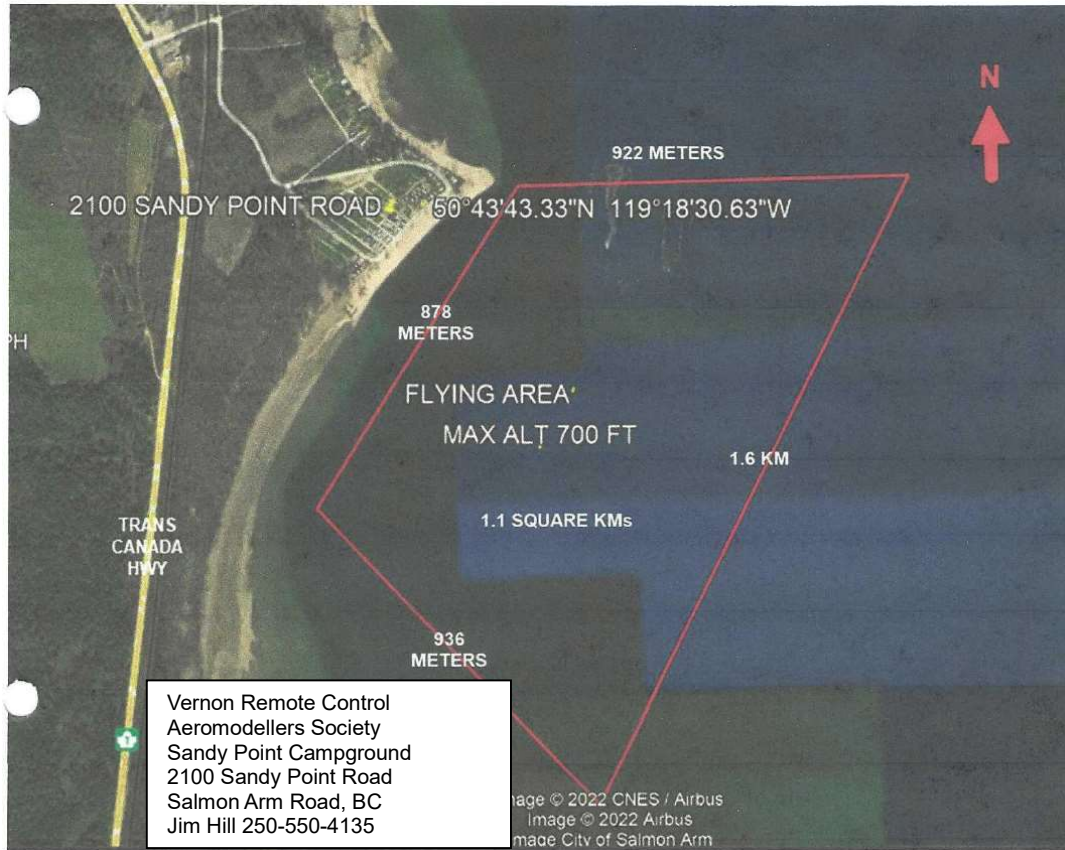 N
922 METERS
2100 SANDY POINT ROAD
50°43'43.33"N 119°18'30.63"W
878
METERS
PH
FLYING AREA
MAX ALT 700 FT
1.6 KM
1.1 SQUARE KMs
TRANS
CANADA
HWY
936
METERS
1
Vernon Remote Control
Aeromodellers Society
Sandy Point Campground
2100 Sandy Point Road
Salmon Arm Road, BC
Jim Hill 250-550-4135
mage © 2022 CNES / Airbus
Image © 2022 Airbus
mage City of Salmon Arm